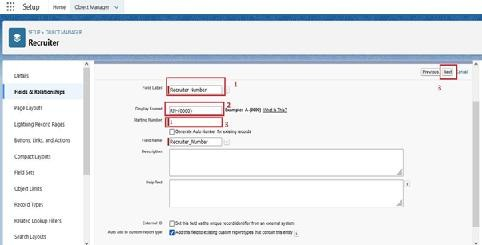 Setup Home Object Manager
SETUP > OBJECT MANAGER
Recruiter
Details
Fields & Relationships
Page Layouts
Lightning Record Pages
Buttons, Links, and Actions
Compact Layouts
Field Sets
Object Limits
Record Types
Related Lookup Filters
Search Layouts
Previous Next Cancel
5
Field Label Recruiter Number 1
Display Format Example: A-{0000} What Is This? 2
Starting Number 1 3
Generate Auto Number for existing records
Field Name Recruiter_Number
Description
Help Text
External ID Set this field as the unique record identifier from an external system
Auto add to custom report type Add this field to existing custom report types that contain this entity